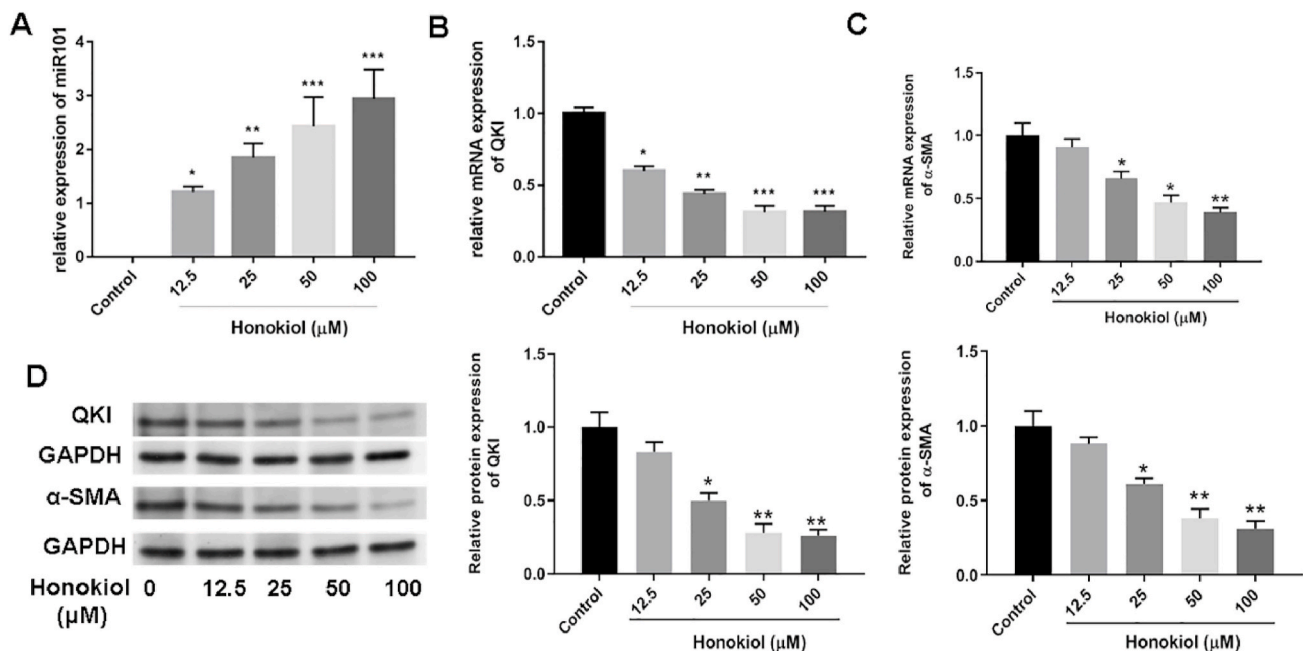 A
relative expression of miR101
4
3
2
1
0
*
**
***
***
Control
12.5
25
50
100
Honokiol (μM)
B
relative mRNA expression
of QKI
1.5
1.0
0.5
0.0
*
**
***
***
Control
12.5
25
50
100
Honokiol (μM)
C
Relative mRNA expression
of α-SMA
1.5
1.0
0.5
0.0
*
*
**
Control
12.5
25
50
100
Honokiol (μM)
D
QKI
GAPDH
α-SMA
GAPDH
Honokiol 0 12.5 25 50 100
(μM)
Relative protein expression
of QKI
1.5
1.0
0.5
0.0
*
**
**
Control
12.5
25
50
100
Honokiol (μM)
Relative protein expression
of α-SMA
1.5
1.0
0.5
0.0
*
**
**
Control
12.5
25
50
100
Honokiol (μM)